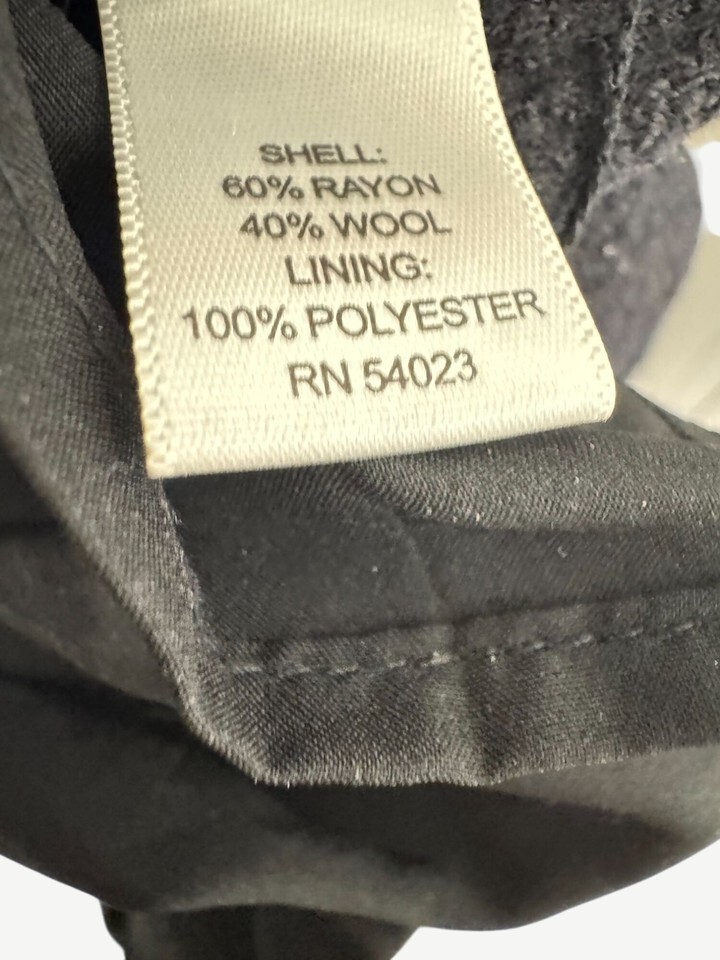 SHELL:
60% RAYON
40% WOOL
LINING:
100% POLYESTER
RN 54023